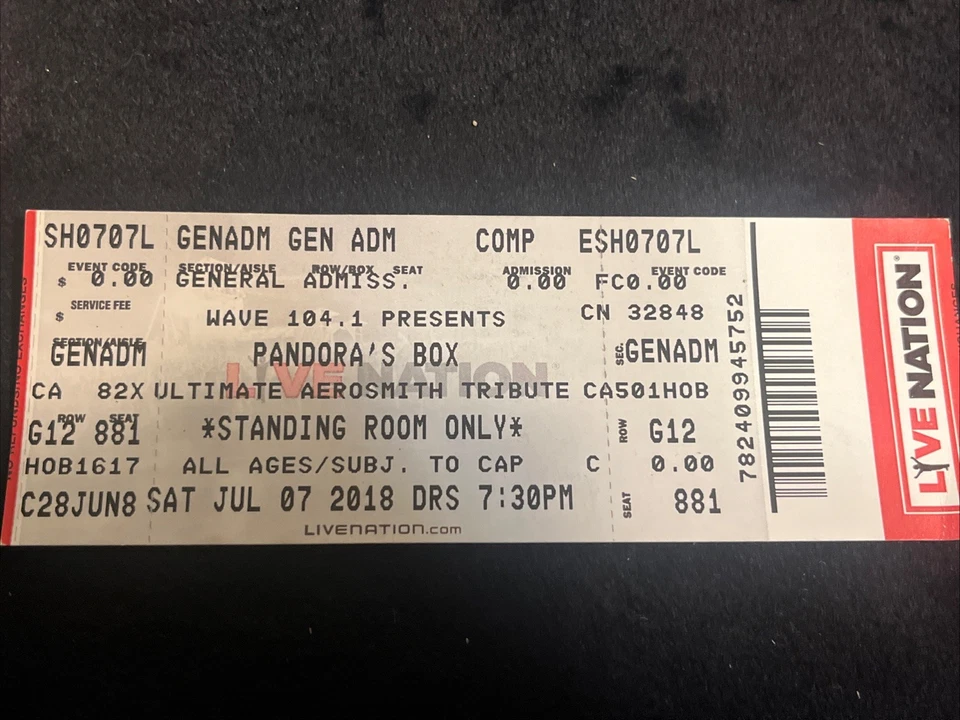 SH0707L GENADM GEN ADM COMP ESH0707L
EVENT CODE SECTION/AISLE ROW/BOX SEAT ADMISSION EVENT CODE
$ 0.00 GENERAL ADMISS. 0.00 FC0.00
SERVICE FEE
$ WAVE 104.1 PRESENTS CN 32848
SECTION/AISLE
GENADM PANDORA'S BOX SEC. GENADM
LIVE NATION
CA 82X ULTIMATE AEROSMITH TRIBUTE CA501HOB
ROW SEAT
G12 881 *STANDING ROOM ONLY* ROW G12
HOB1617 ALL AGES/SUBJ. TO CAP C 0.00
C28JUN8 SAT JUL 07 2018 DRS 7:30PM SEAT 881
LIVENATION.com
782409945752
LIVE NATION®